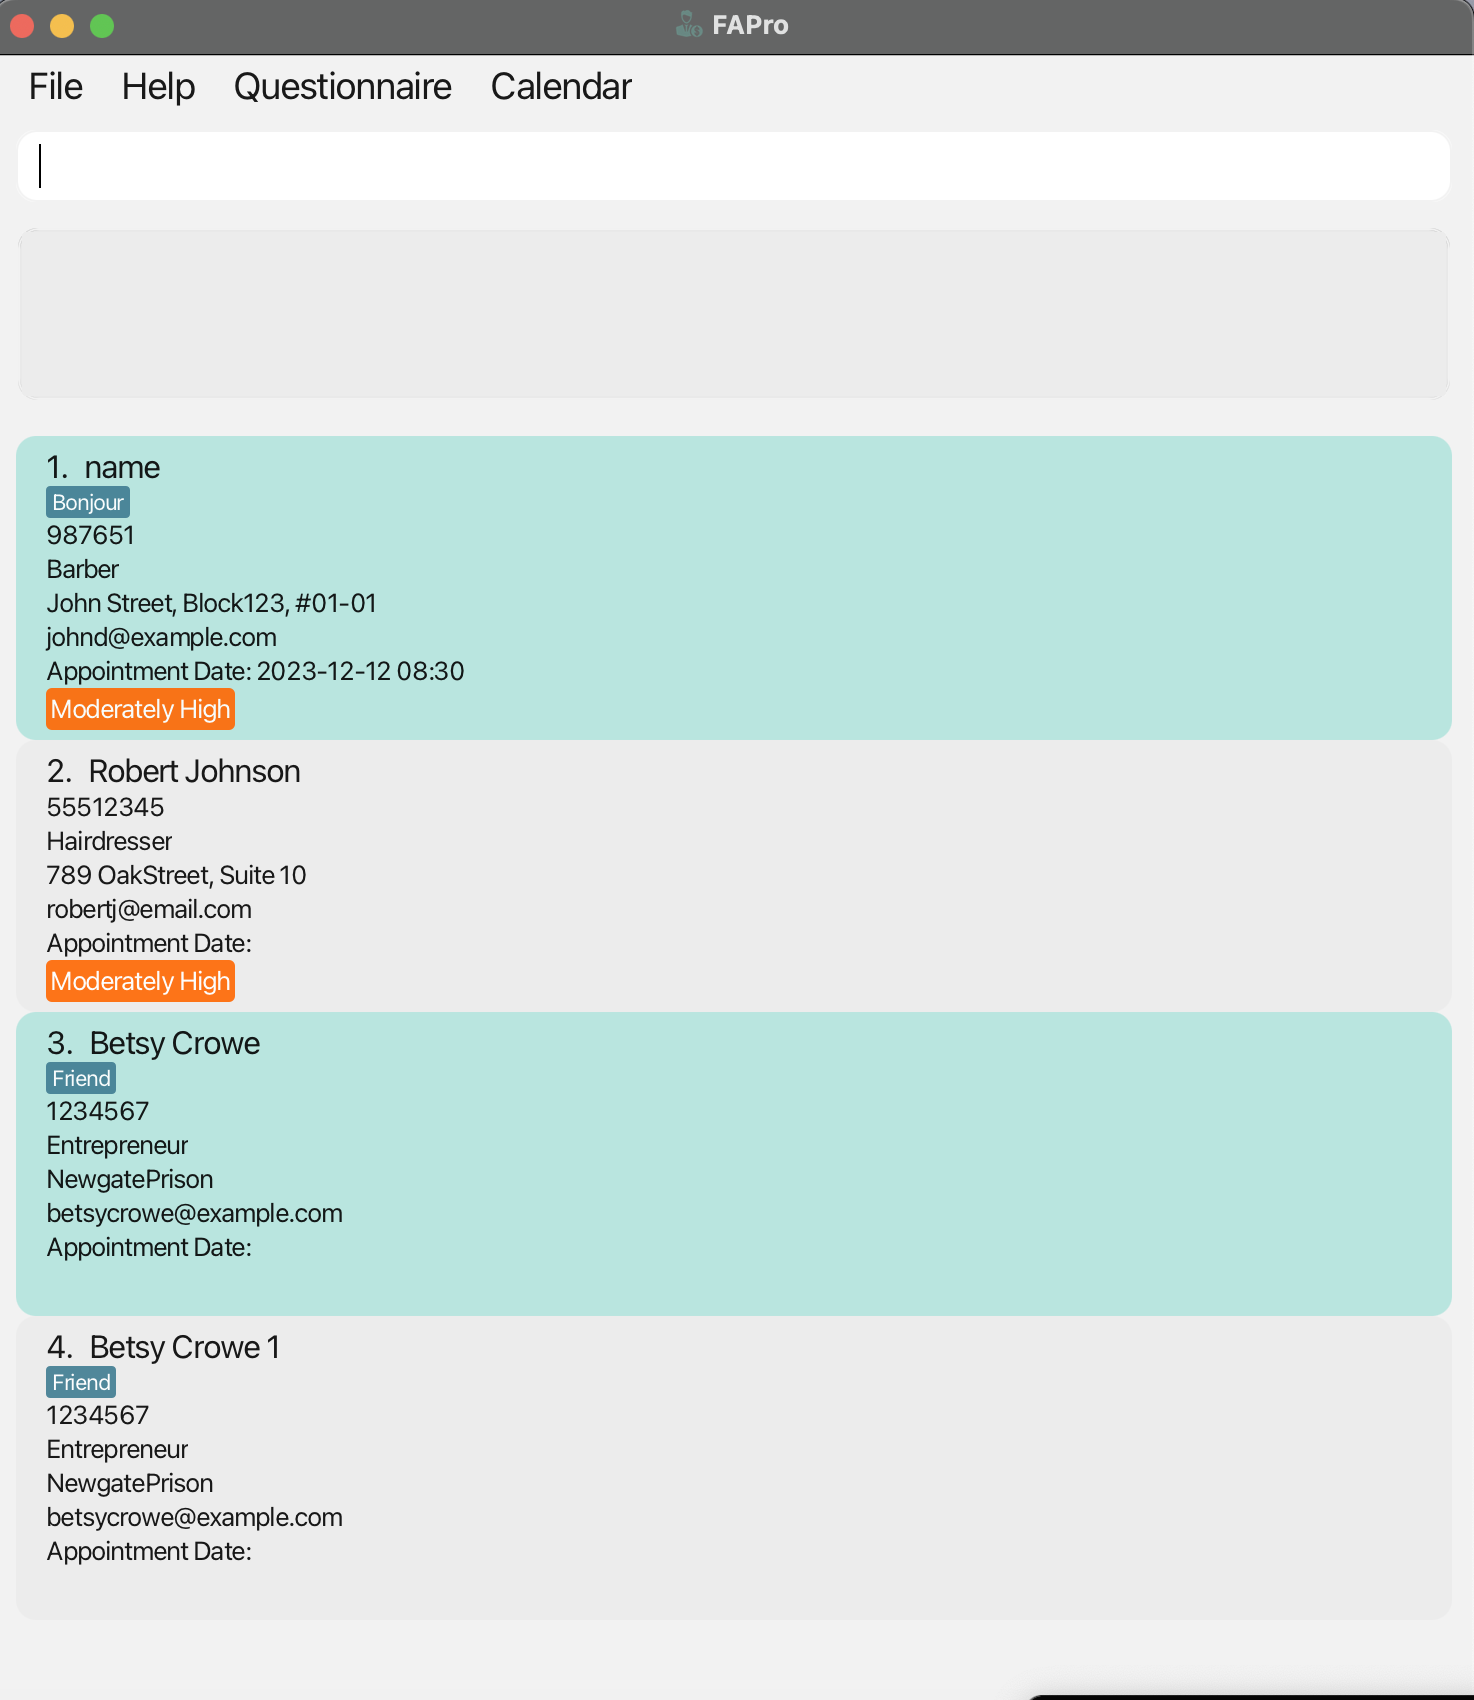 FAPro
File Help Questionnaire Calendar
1. name
Bonjour
987651
Barber
John Street, Block123, #01-01
johnd@example.com
Appointment Date: 2023-12-12 08:30
Moderately High
2. Robert Johnson
55512345
Hairdresser
789 OakStreet, Suite 10
robertj@email.com
Appointment Date:
Moderately High
3. Betsy Crowe
Friend
1234567
Entrepreneur
NewgatePrison
betsycrowe@example.com
Appointment Date:
4. Betsy Crowe 1
Friend
1234567
Entrepreneur
NewgatePrison
betsycrowe@example.com
Appointment Date: